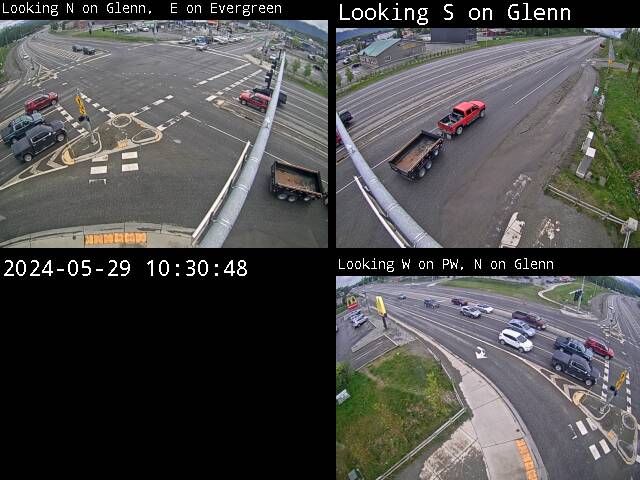 Looking N on Glenn,  E on Evergreen
Looking S on Glenn
2024-05-29 10:30:48
Looking W on PW, N on Glenn